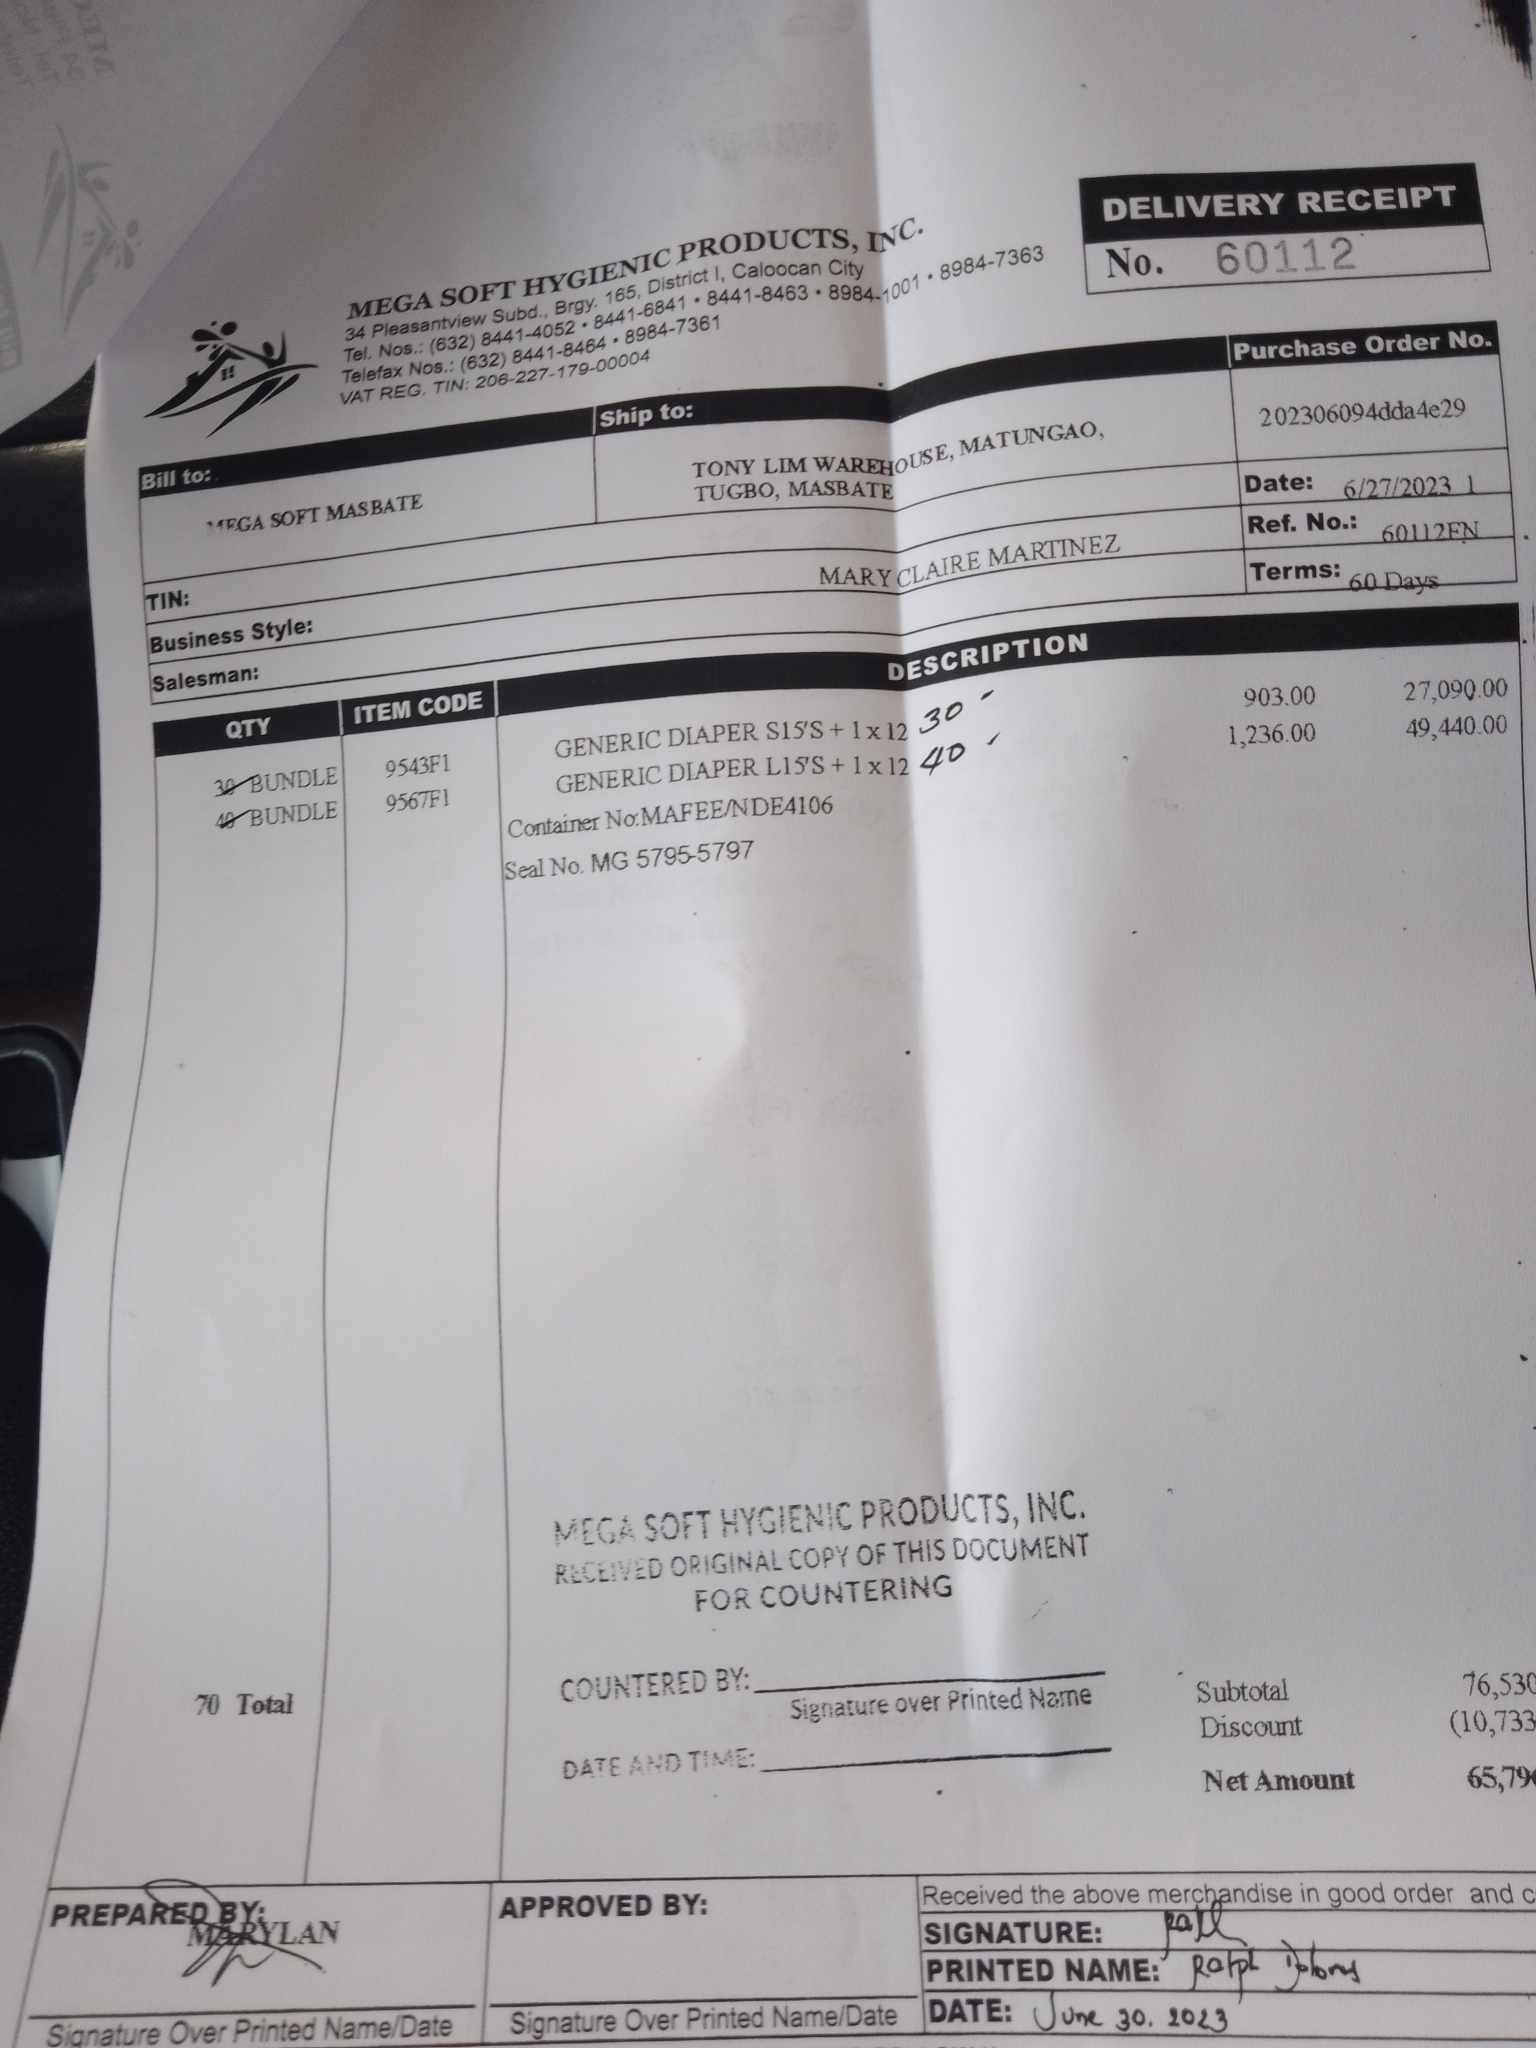 DELIVERY RECEIPT
No. 60112
MEGA SOFT HYGIENIC PRODUCTS, INC.
34 Pleasantview Subd., Brgy. 165, District I, Caloocan City
Tel. Nos.: (632) 8441-4052 • 8441-6841 • 8441-8463 • 8984-1001 • 8984-7363
Telefax Nos.: (632) 8441-8464 • 8984-7361
VAT REG. TIN: 206-227-179-00004
Bill to:
MEGA SOFT MASBATE
Ship to:
TONY LIM WAREHOUSE, MATUNGAO,
TUGBO, MASBATE
Purchase Order No.
202306094dda4e29
Date: 6/27/2023 1
Ref. No.: 60112FN
Terms: 60 Days
TIN:
Business Style:
Salesman: MARY CLAIRE MARTINEZ
QTY ITEM CODE DESCRIPTION
30 BUNDLE 9543F1 GENERIC DIAPER S15'S + 1 x 12 30 - 903.00 27,090.00
40 BUNDLE 9567F1 GENERIC DIAPER L15'S + 1 x 12 40 - 1,236.00 49,440.00
Container No:MAFEE/NDE4106
Seal No. MG 5795-5797
MEGA SOFT HYGIENIC PRODUCTS, INC.
RECEIVED ORIGINAL COPY OF THIS DOCUMENT
FOR COUNTERING
COUNTERED BY:
Signature over Printed Name
DATE AND TIME:
70 Total
Subtotal 76,530
Discount (10,733
Net Amount 65,796
PREPARED BY:
MARYLAN
Signature Over Printed Name/Date
APPROVED BY:
Signature Over Printed Name/Date
Received the above merchandise in good order and c
SIGNATURE:
PRINTED NAME: Ralph
DATE: June 30, 2023